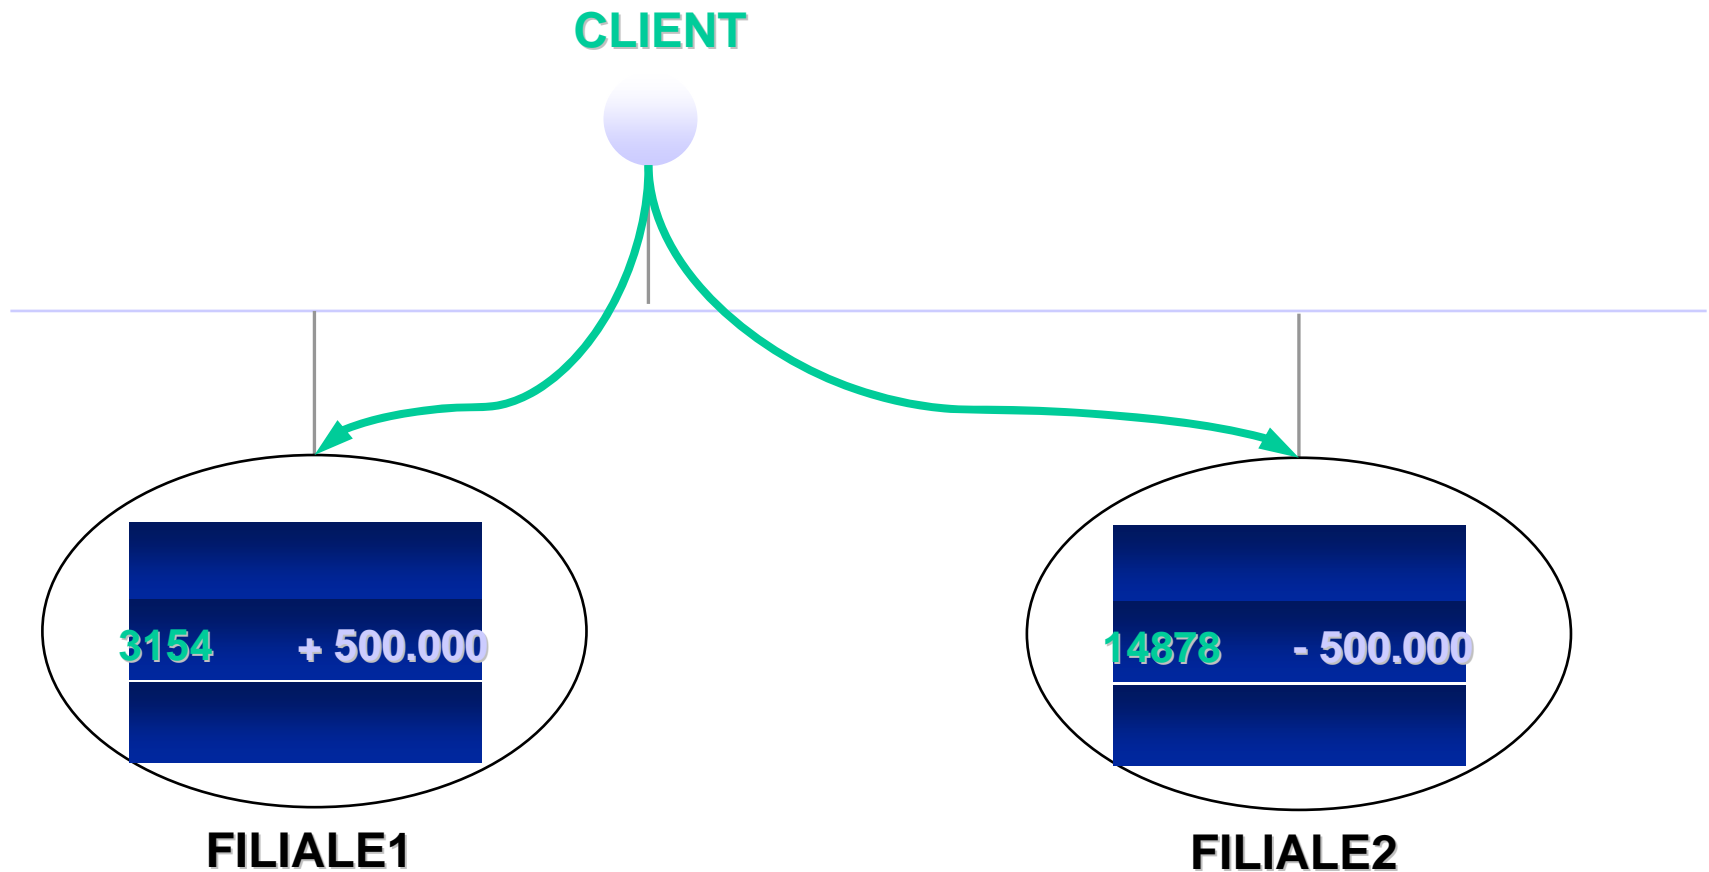 CLIENT
3154 + 500.000
14878 - 500.000
FILIALE1
FILIALE2